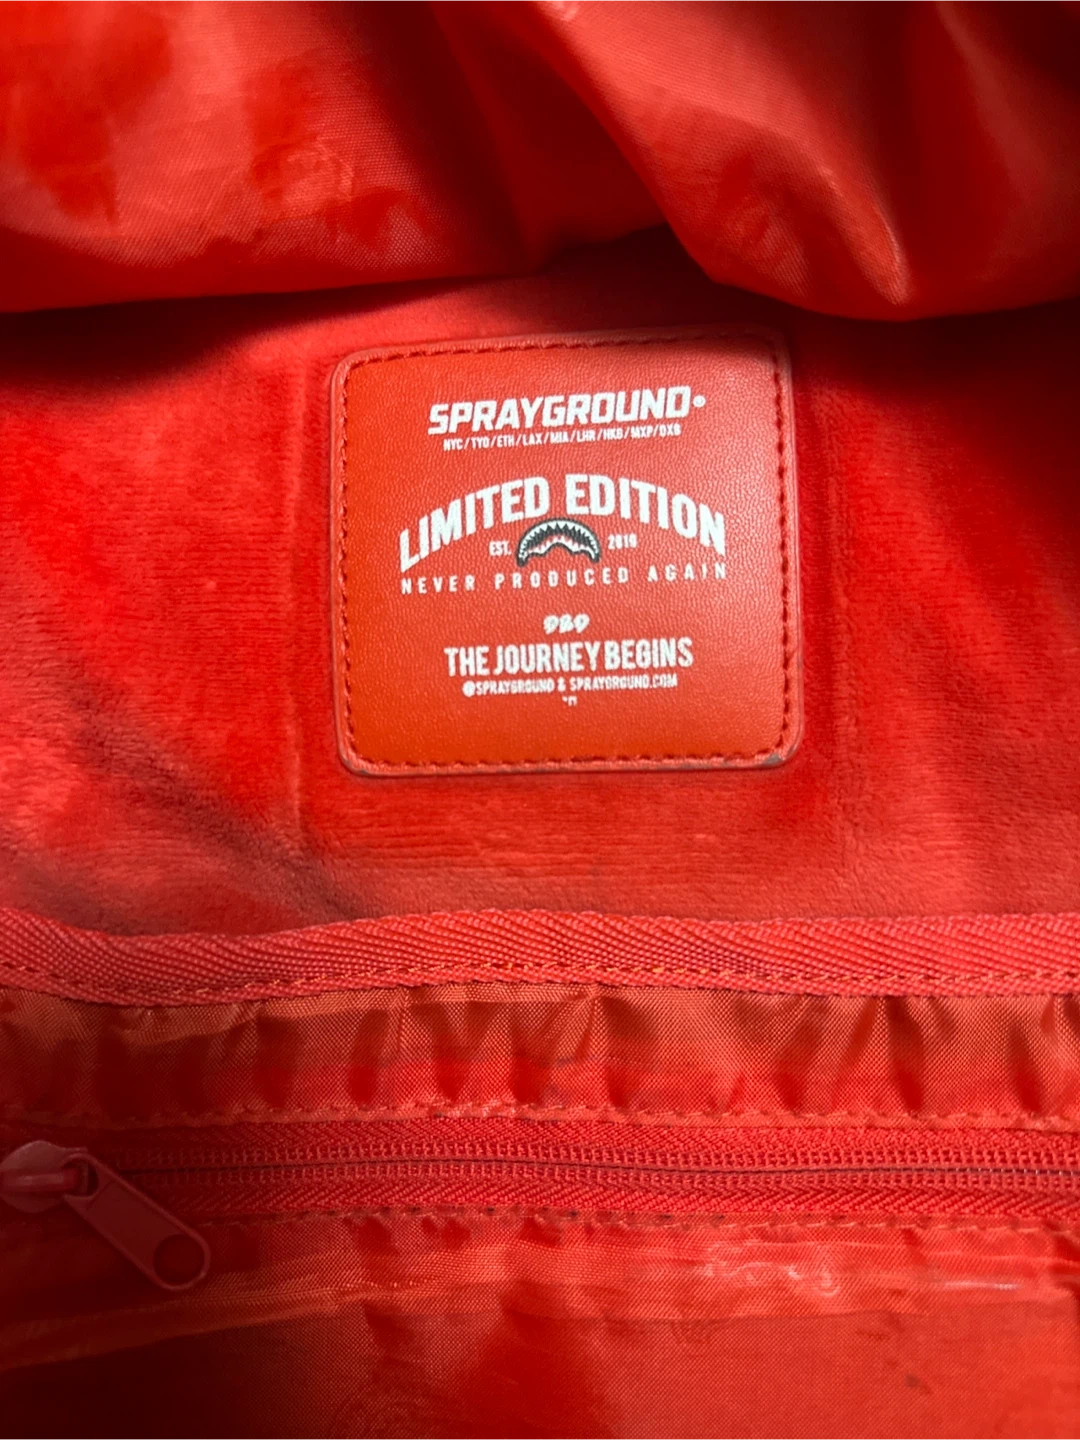 SPRAYGROUND®
NYC/TYO/ETH/LAX/MIA/LHR/HKG/MXP/DXB
LIMITED EDITION
EST. 2010
NEVER PRODUCED AGAIN
THE JOURNEY BEGINS
@SPRAYGROUND & SPRAYGROUND.COM